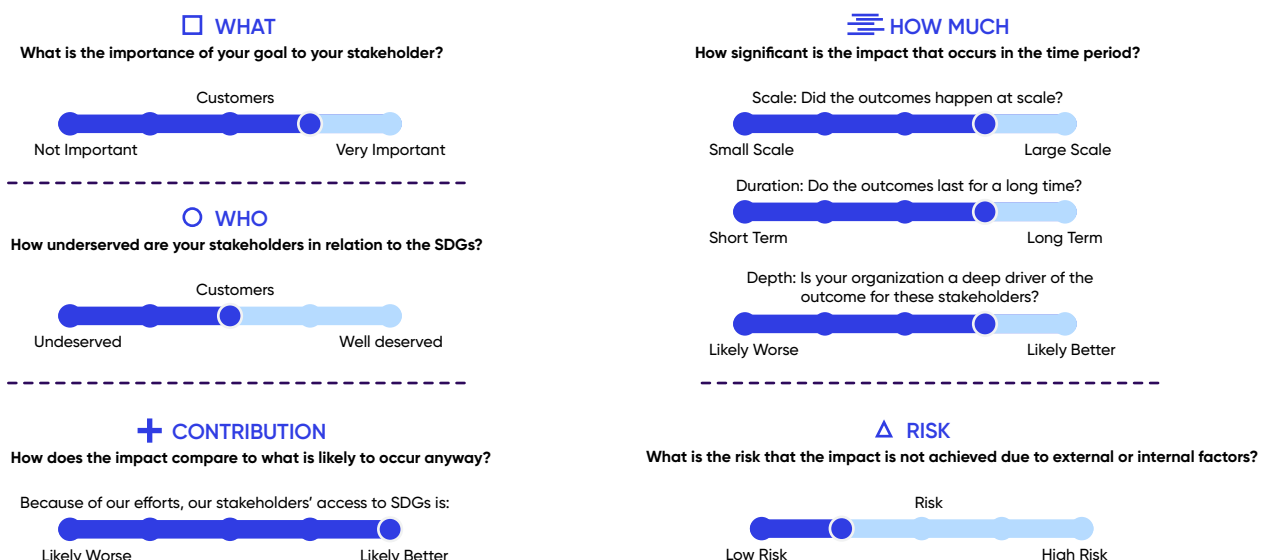 WHAT
What is the importance of your goal to your stakeholder?
Customers
Not Important
Very Important
WHO
How underserved are your stakeholders in relation to the SDGs?
Customers
Undeserved
Well deserved
CONTRIBUTION
How does the impact compare to what is likely to occur anyway?
Because of our efforts, our stakeholders’ access to SDGs is:
Likely Worse
Likely Better
HOW MUCH
How significant is the impact that occurs in the time period?
Scale: Did the outcomes happen at scale?
Small Scale
Large Scale
Duration: Do the outcomes last for a long time?
Short Term
Long Term
Depth: Is your organization a deep driver of the
outcome for these stakeholders?
Likely Worse
Likely Better
RISK
What is the risk that the impact is not achieved due to external or internal factors?
Risk
Low Risk
High Risk